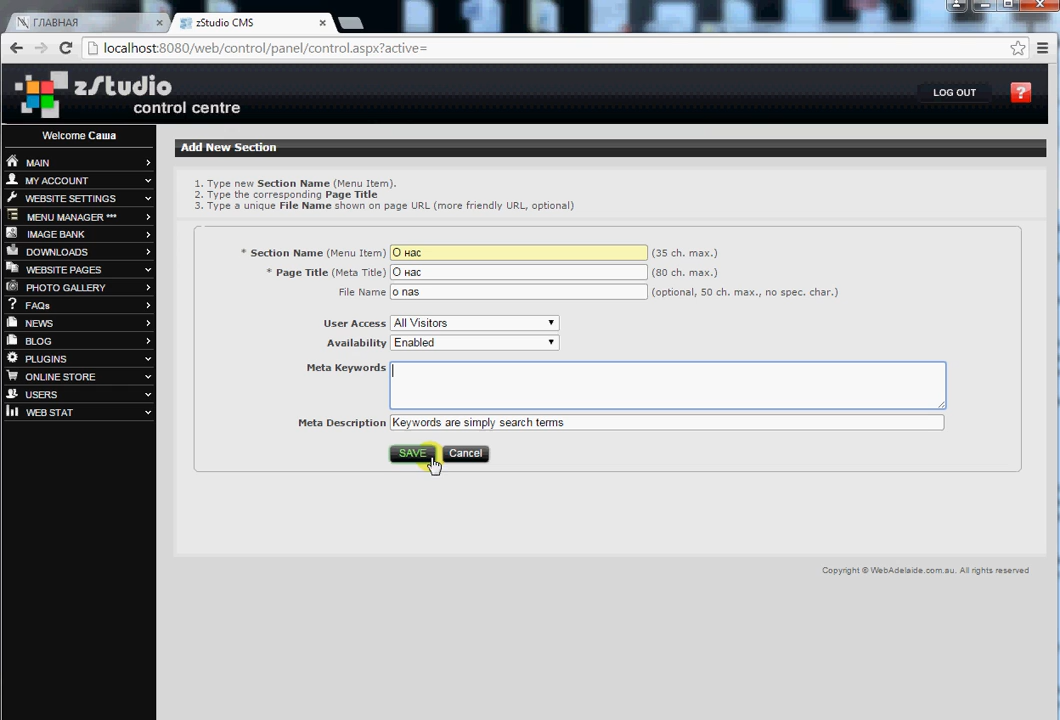 ГЛАВНАЯ
zStudio CMS
localhost:8080/web/control/panel/control.aspx?active=
zStudio
control centre
LOG OUT
?
Welcome Саша
MAIN
MY ACCOUNT
WEBSITE SETTINGS
MENU MANAGER ***
IMAGE BANK
DOWNLOADS
WEBSITE PAGES
PHOTO GALLERY
FAQs
NEWS
BLOG
PLUGINS
ONLINE STORE
USERS
WEB STAT
Add New Section
1. Type new Section Name (Menu Item).
2. Type the corresponding Page Title
3. Type a unique File Name shown on page URL (more friendly URL, optional)
* Section Name (Menu Item) О нас (35 ch. max.)
* Page Title (Meta Title) О нас (80 ch. max.)
File Name o nas (optional, 50 ch. max., no spec. char.)
User Access All Visitors
Availability Enabled
Meta Keywords
Meta Description Keywords are simply search terms
SAVE Cancel
Copyright © WebAdelaide.com.au. All rights reserved